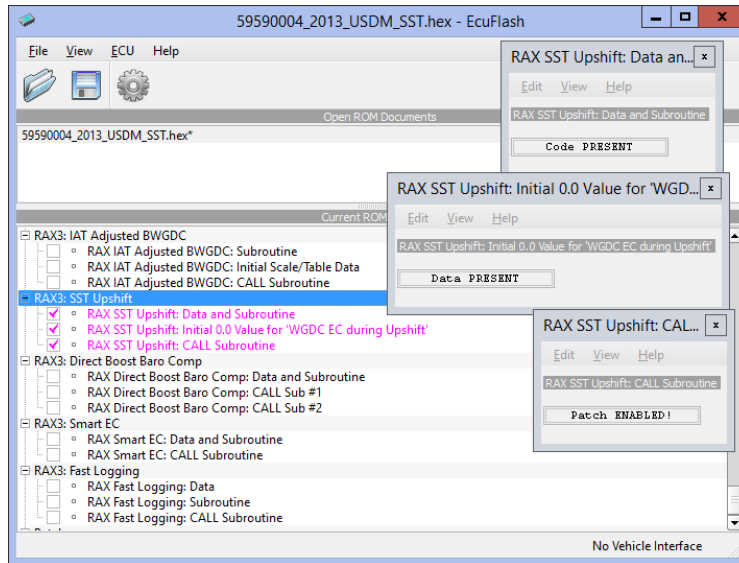 59590004_2013_USDM_SST.hex - EcuFlash
File View ECU Help
Open ROM Documents
59590004_2013_USDM_SST.hex*
Current ROM
RAX3: IAT Adjusted BWGDC
RAX IAT Adjusted BWGDC: Subroutine
RAX IAT Adjusted BWGDC: Initial Scale/Table Data
RAX IAT Adjusted BWGDC: CALL Subroutine
RAX3: SST Upshift
RAX SST Upshift: Data and Subroutine
RAX SST Upshift: Initial 0.0 Value for 'WGDC EC during Upshift'
RAX SST Upshift: CALL Subroutine
RAX3: Direct Boost Baro Comp
RAX Direct Boost Baro Comp: Data and Subroutine
RAX Direct Boost Baro Comp: CALL Sub #1
RAX Direct Boost Baro Comp: CALL Sub #2
RAX3: Smart EC
RAX Smart EC: Data and Subroutine
RAX Smart EC: CALL Subroutine
RAX3: Fast Logging
RAX Fast Logging: Data
RAX Fast Logging: Subroutine
RAX Fast Logging: CALL Subroutine
No Vehicle Interface
RAX SST Upshift: Data an...
Edit View Help
RAX SST Upshift: Data and Subroutine
Code PRESENT
RAX SST Upshift: Initial 0.0 Value for 'WGD...
Edit View Help
RAX SST Upshift: Initial 0.0 Value for 'WGDC EC during Upshift'
Data PRESENT
RAX SST Upshift: CAL...
Edit View Help
RAX SST Upshift: CALL Subroutine
Patch ENABLED!